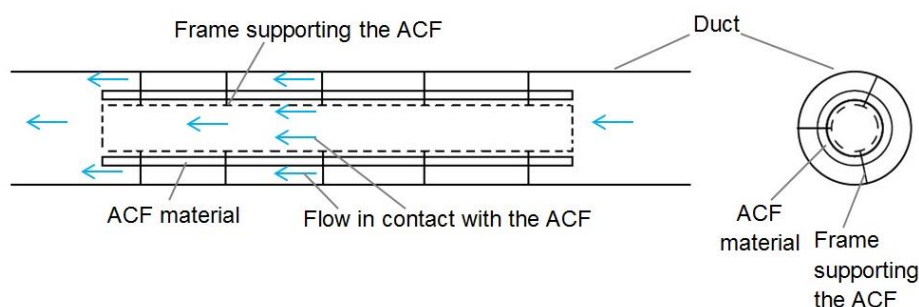 Frame supporting the ACF
Duct
ACF material
Flow in contact with the ACF
ACF
material
Frame
supporting
the ACF